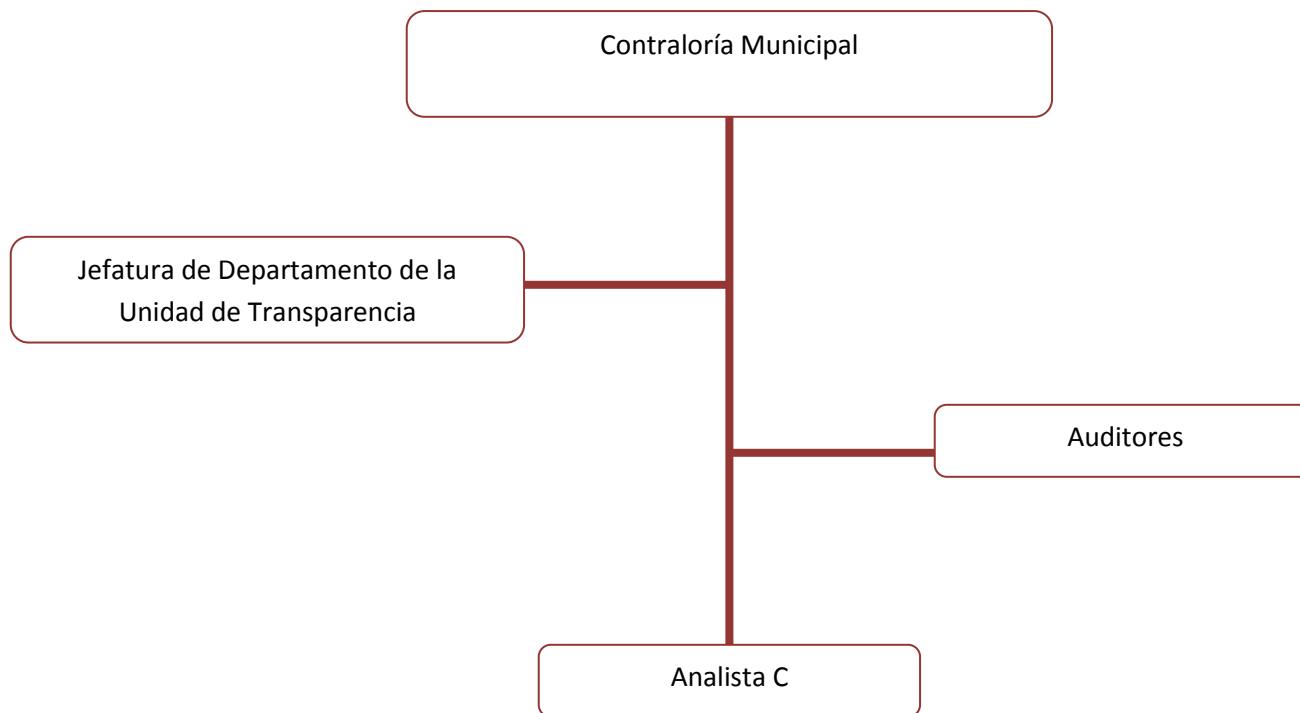 Contraloría Municipal
Jefatura de Departamento de la
Unidad de Transparencia
Auditores
Analista C